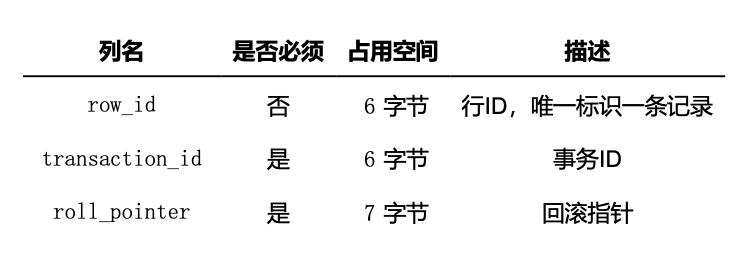 列名 是否必须 占用空间 描述
row_id 否 6 字节 行ID，唯一标识一条记录
transaction_id 是 6 字节 事务ID
roll_pointer 是 7 字节 回滚指针